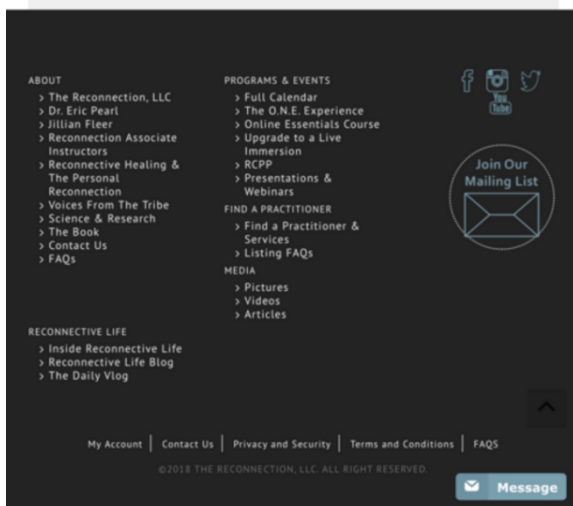 ABOUT
> The Reconnection, LLC
> Dr. Eric Pearl
> Jillian Fleer
> Reconnection Associate
Instructors
> Reconnective Healing &
The Personal
Reconnection
> Voices From The Tribe
> Science & Research
> The Book
> Contact Us
> FAQs
RECONNECTIVE LIFE
> Inside Reconnective Life
> Reconnective Life Blog
> The Daily Vlog
PROGRAMS & EVENTS
> Full Calendar
> The O.N.E. Experience
> Online Essentials Course
> Upgrade to a Live
Immersion
> RCPP
> Presentations &
Webinars
FIND A PRACTITIONER
> Find a Practitioner &
Services
> Listing FAQs
MEDIA
> Pictures
> Videos
> Articles
You
Tube
Join Our
Mailing List
My Account | Contact Us | Privacy and Security | Terms and Conditions | FAQS
©2018 THE RECONNECTION, LLC. ALL RIGHT RESERVED.
Message